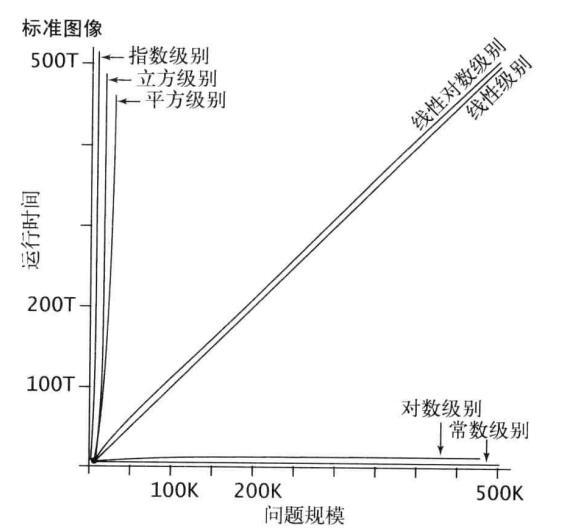 标准图像
500T
指数级别
立方级别
平方级别
线性对数级别
线性级别
运行时间
200T
100T
对数级别
常数级别
100K
200K
500K
问题规模